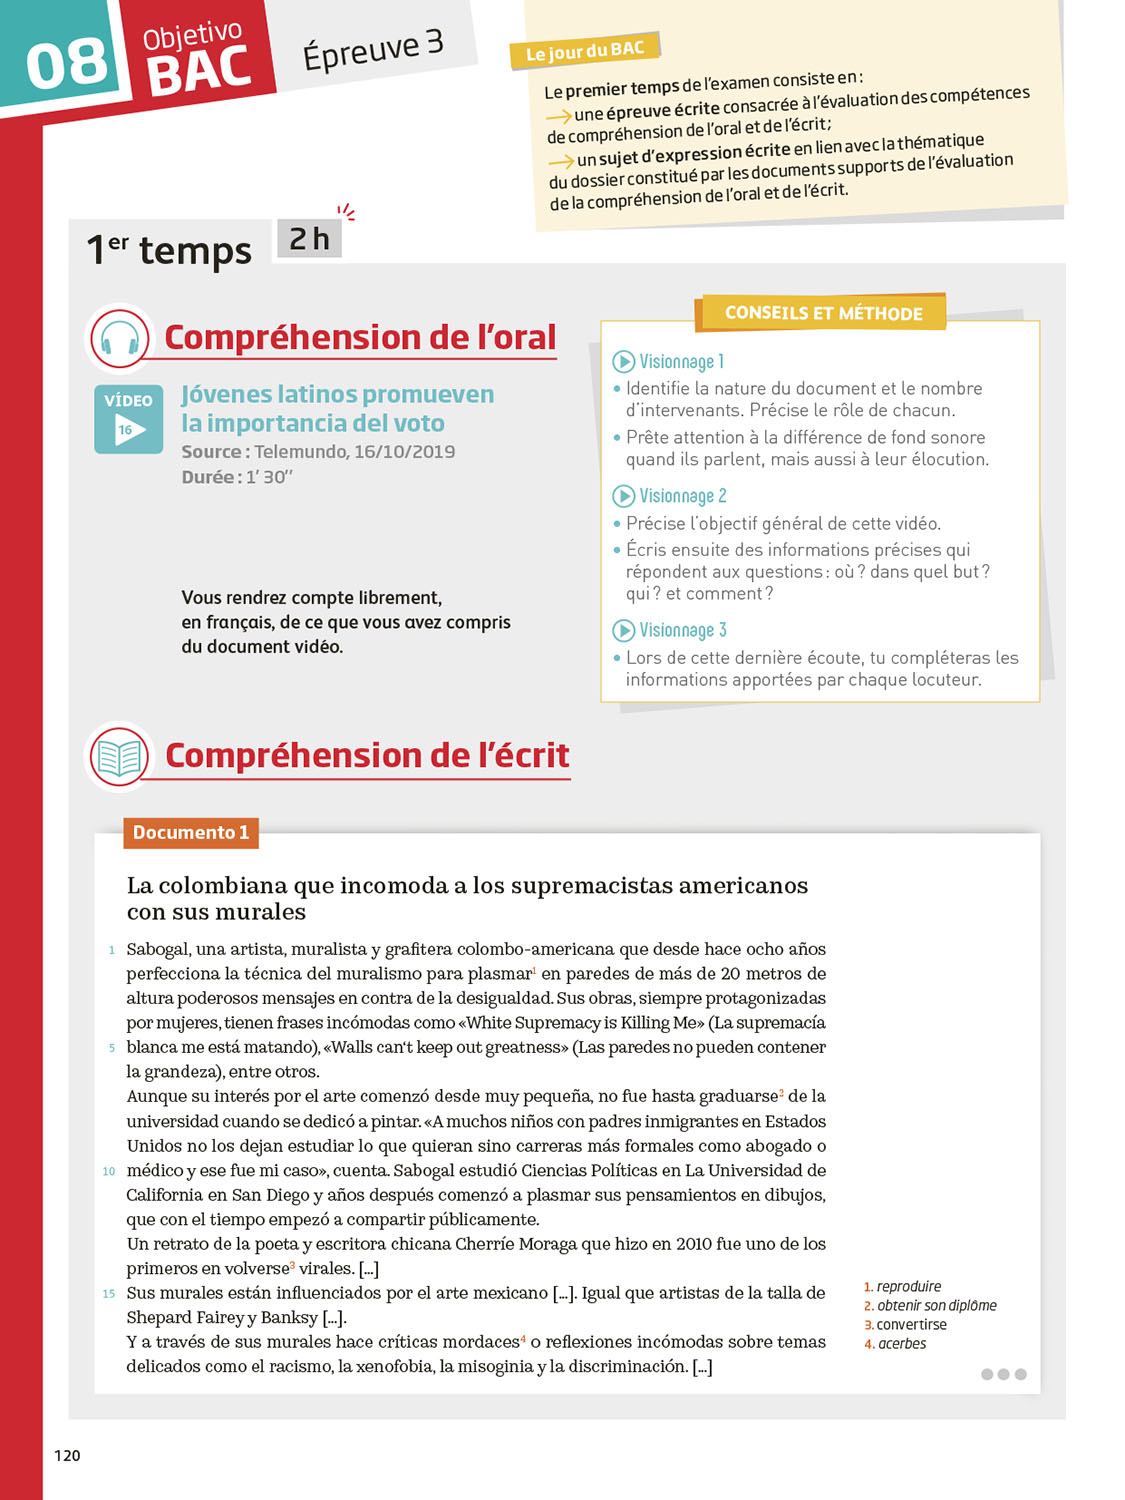 08
Objetivo
BAC
Épreuve 3
Le jour du BAC
Le premier temps de l'examen consiste en :
une épreuve écrite consacrée à l'évaluation des compétences
de compréhension de l'oral et de l'écrit ;
un sujet d'expression écrite en lien avec la thématique
du dossier constitué par les documents supports de l'évaluation
de la compréhension de l'oral et de l'écrit.
1er temps
2 h
Compréhension de l'oral
VÍDEO
16
Jóvenes latinos promueven
la importancia del voto
Source : Telemundo, 16/10/2019
Durée : 1' 30''
Vous rendrez compte librement,
en français, de ce que vous avez compris
du document vidéo.
CONSEILS ET MÉTHODE
Visionnage 1
• Identifie la nature du document et le nombre
d'intervenants. Précise le rôle de chacun.
• Prête attention à la différence de fond sonore
quand ils parlent, mais aussi à leur élocution.
Visionnage 2
• Précise l'objectif général de cette vidéo.
• Écris ensuite des informations précises qui
répondent aux questions : où ? dans quel but ?
qui ? et comment ?
Visionnage 3
• Lors de cette dernière écoute, tu compléteras les
informations apportées par chaque locuteur.
Compréhension de l'écrit
Documento 1
La colombiana que incomoda a los supremacistas americanos
con sus murales
1 Sabogal, una artista, muralista y grafitera colombo-americana que desde hace ocho años
perfecciona la técnica del muralismo para plasmar1 en paredes de más de 20 metros de
altura poderosos mensajes en contra de la desigualdad. Sus obras, siempre protagonizadas
por mujeres, tienen frases incómodas como «White Supremacy is Killing Me» (La supremacía
5 blanca me está matando), «Walls can't keep out greatness» (Las paredes no pueden contener
la grandeza), entre otros.
Aunque su interés por el arte comenzó desde muy pequeña, no fue hasta graduarse2 de la
universidad cuando se dedicó a pintar. «A muchos niños con padres inmigrantes en Estados
Unidos no los dejan estudiar lo que quieran sino carreras más formales como abogado o
10 médico y ese fue mi caso», cuenta. Sabogal estudió Ciencias Políticas en La Universidad de
California en San Diego y años después comenzó a plasmar sus pensamientos en dibujos,
que con el tiempo empezó a compartir públicamente.
Un retrato de la poeta y escritora chicana Cherríe Moraga que hizo en 2010 fue uno de los
primeros en volverse3 virales. [...]
15 Sus murales están influenciados por el arte mexicano [...]. Igual que artistas de la talla de
Shepard Fairey y Banksy [...].
Y a través de sus murales hace críticas mordaces4 o reflexiones incómodas sobre temas
delicados como el racismo, la xenofobia, la misoginia y la discriminación. [...]
1. reproduire
2. obtenir son diplôme
3. convertirse
4. acerbes
120